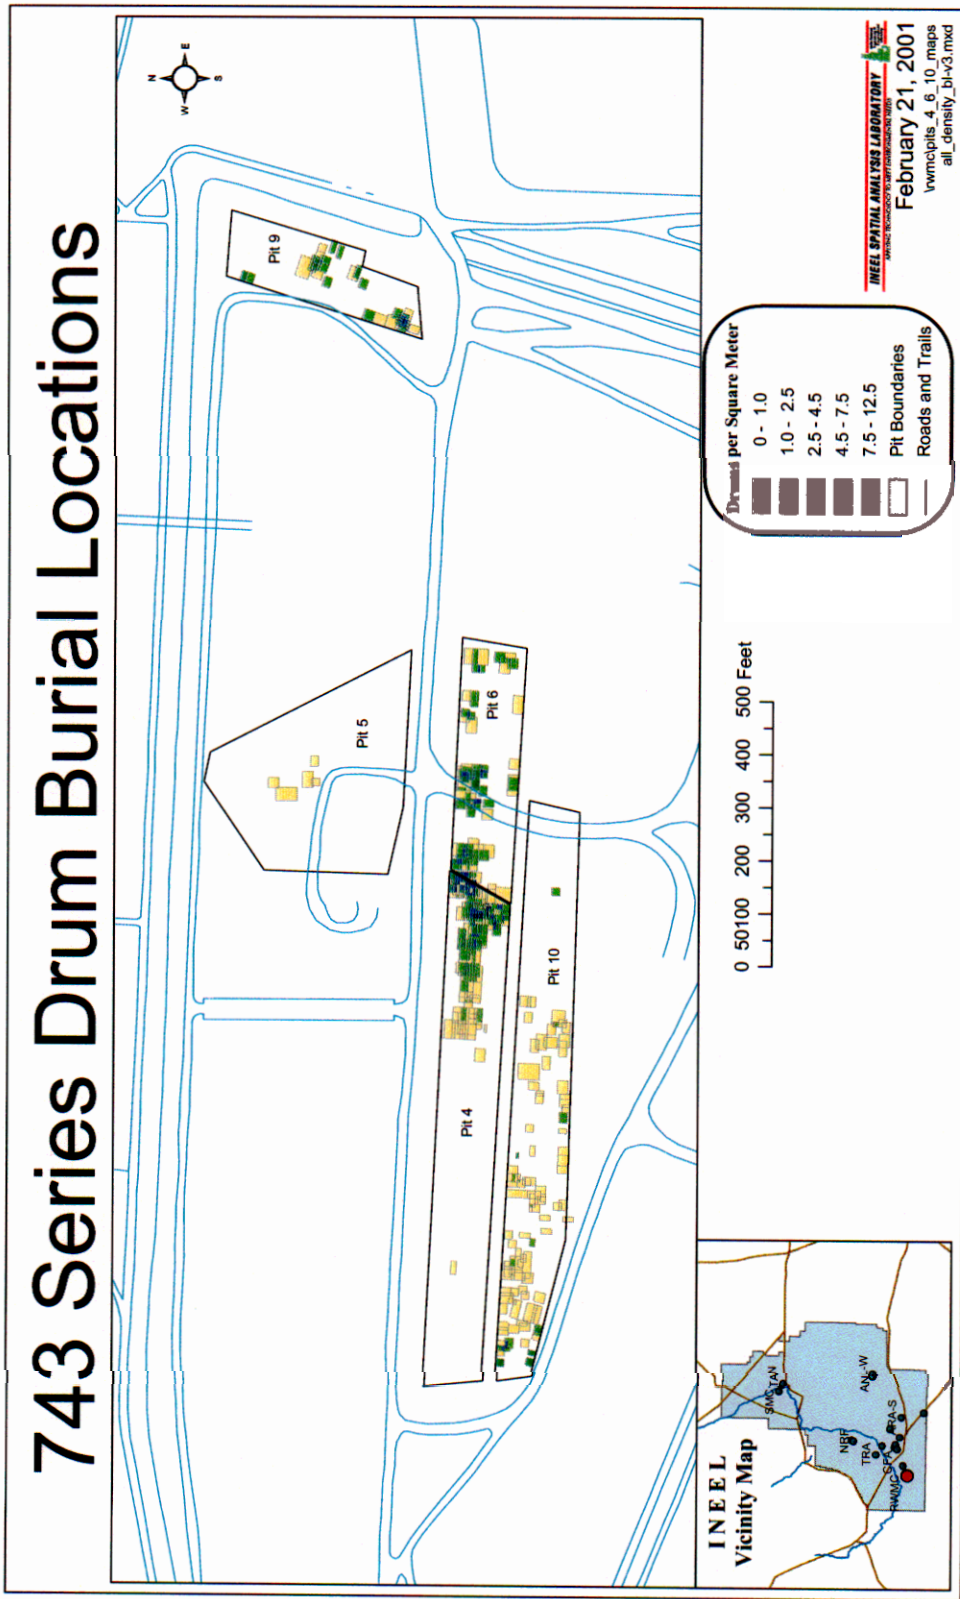 743 Series Drum Burial Locations
N
W
E
S
Pit 9
Pit 5
Pit 6
Pit 4
Pit 10
INEEL
Vicinity Map
SMC
TAN
NRF
TRA
RWMC
0 50100 200 300 400 500 Feet
Drums per Square Meter
0 - 1.0
1.0 - 2.5
2.5 - 4.5
4.5 - 7.5
7.5 - 12.5
Pit Boundaries
Roads and Trails
INEEL SPATIAL ANALYSIS LABORATORY
February 21, 2001
\rwmc\pits_4_6_10_maps
all_density_bl-v3.mxd